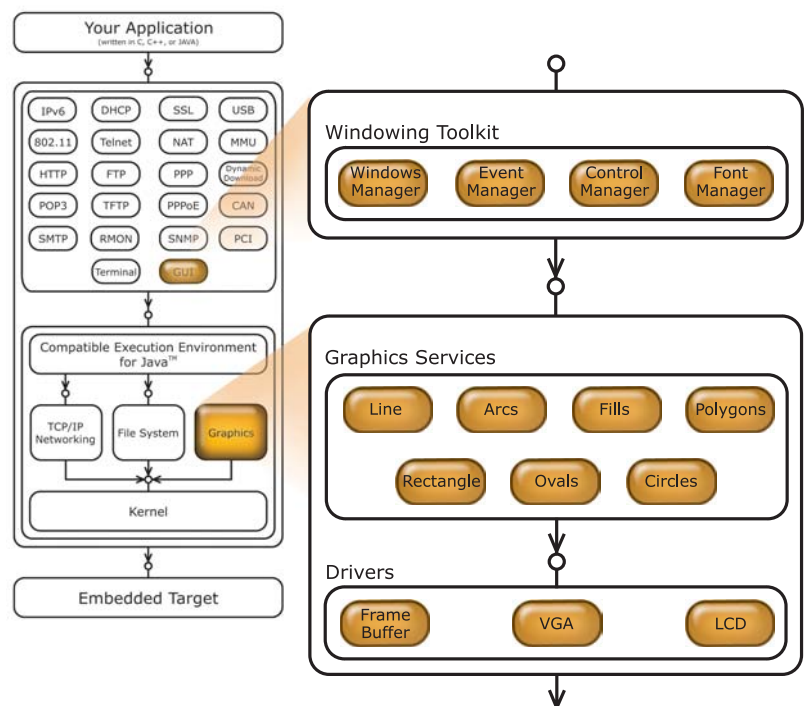 Your Application
(written in C, C++, or JAVA)
IPv6 DHCP SSL USB
802.11 Telnet NAT MMU
HTTP FTP PPP Dynamic
Download
POP3 TFTP PPPoE CAN
SMTP RMON SNMP PCI
Terminal GUI
Compatible Execution Environment
for Java™
TCP/IP
Networking
File System
Graphics
Kernel
Embedded Target
Windowing Toolkit
Windows
Manager
Event
Manager
Control
Manager
Font
Manager
Graphics Services
Line Arcs Fills Polygons
Rectangle Ovals Circles
Drivers
Frame
Buffer
VGA
LCD